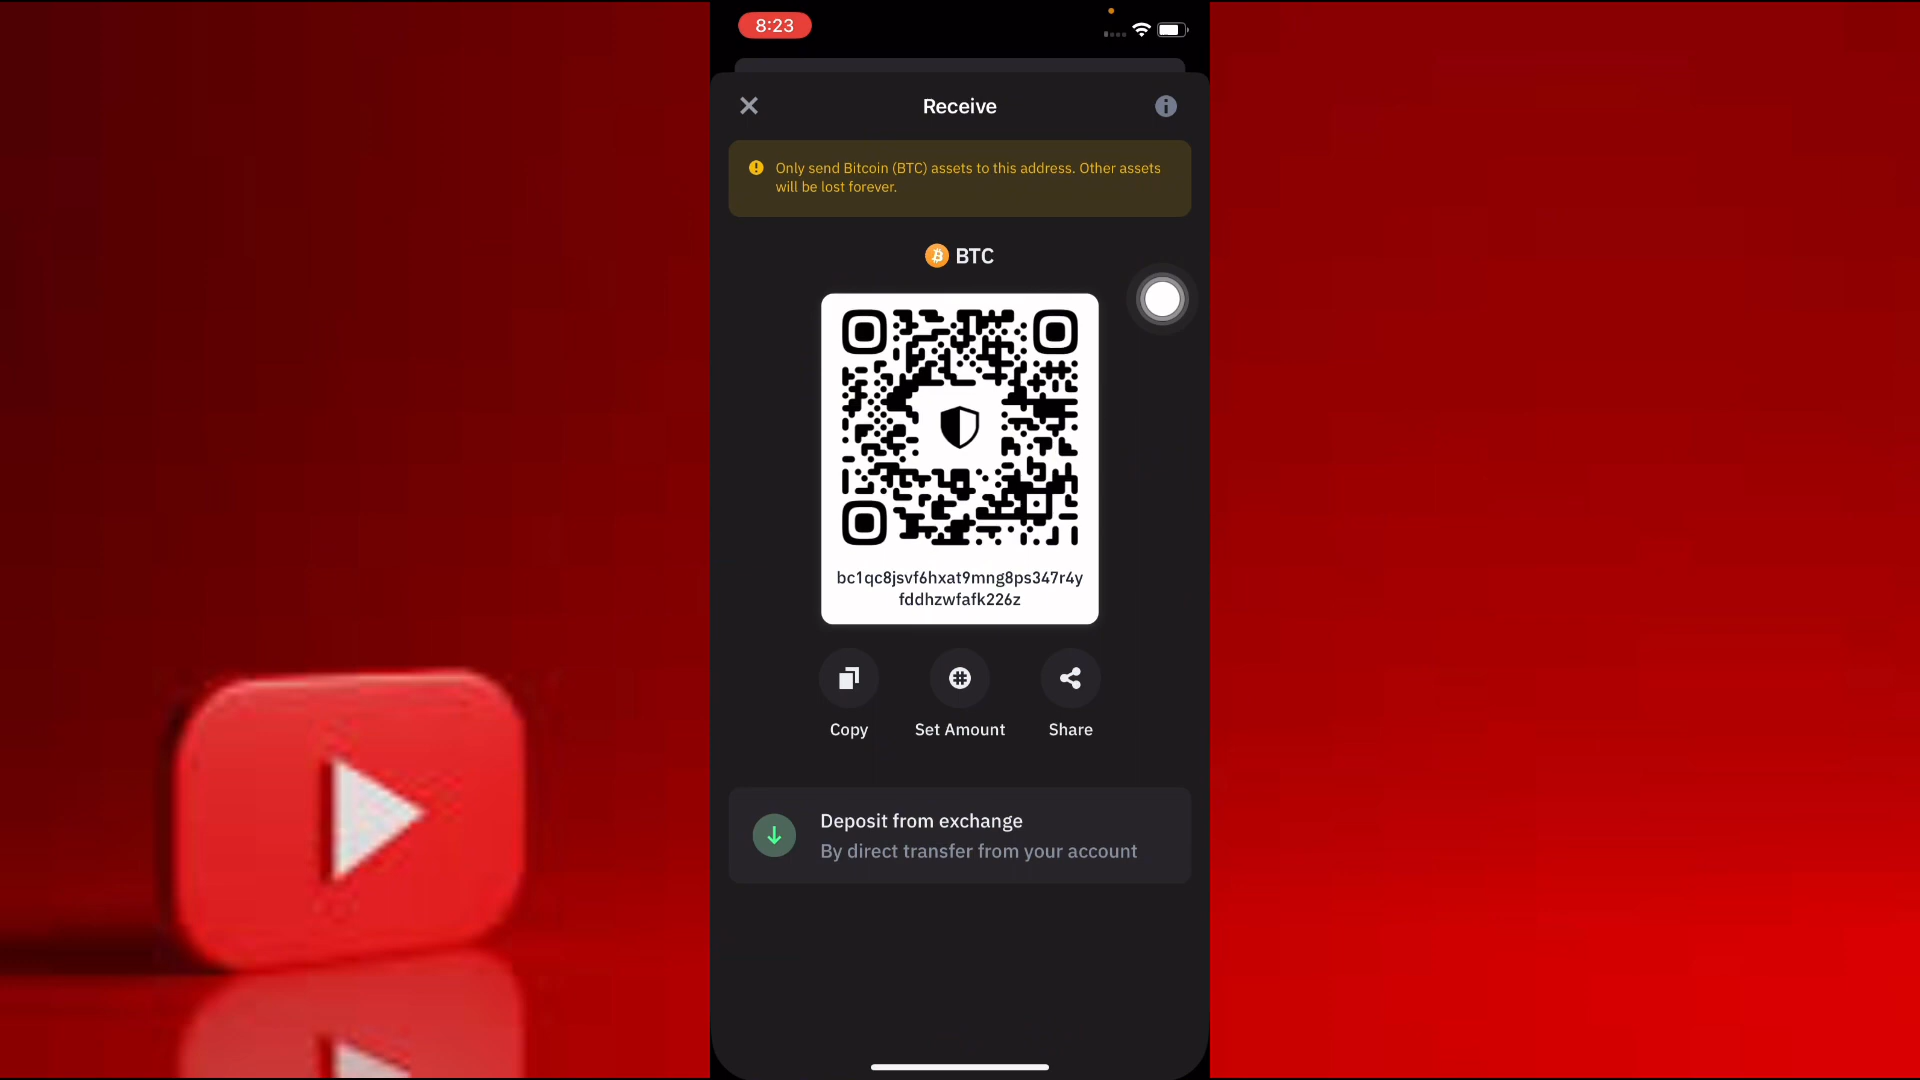 8:23
Receive
Only send Bitcoin (BTC) assets to this address. Other assets
will be lost forever.
BTC
bc1qc8jsvf6hxat9mng8ps347r4y
fddhzwfafk226z
Copy
Set Amount
Share
Deposit from exchange
By direct transfer from your account